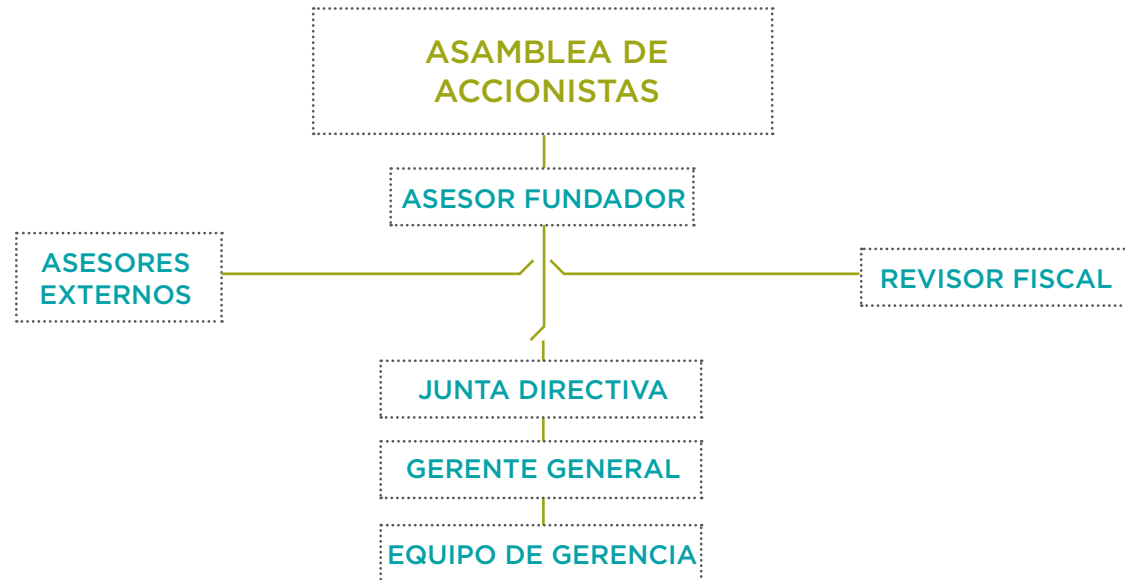 ASAMBLEA DE
ACCIONISTAS
ASESOR FUNDADOR
ASESORES
EXTERNOS
REVISOR FISCAL
JUNTA DIRECTIVA
GERENTE GENERAL
EQUIPO DE GERENCIA